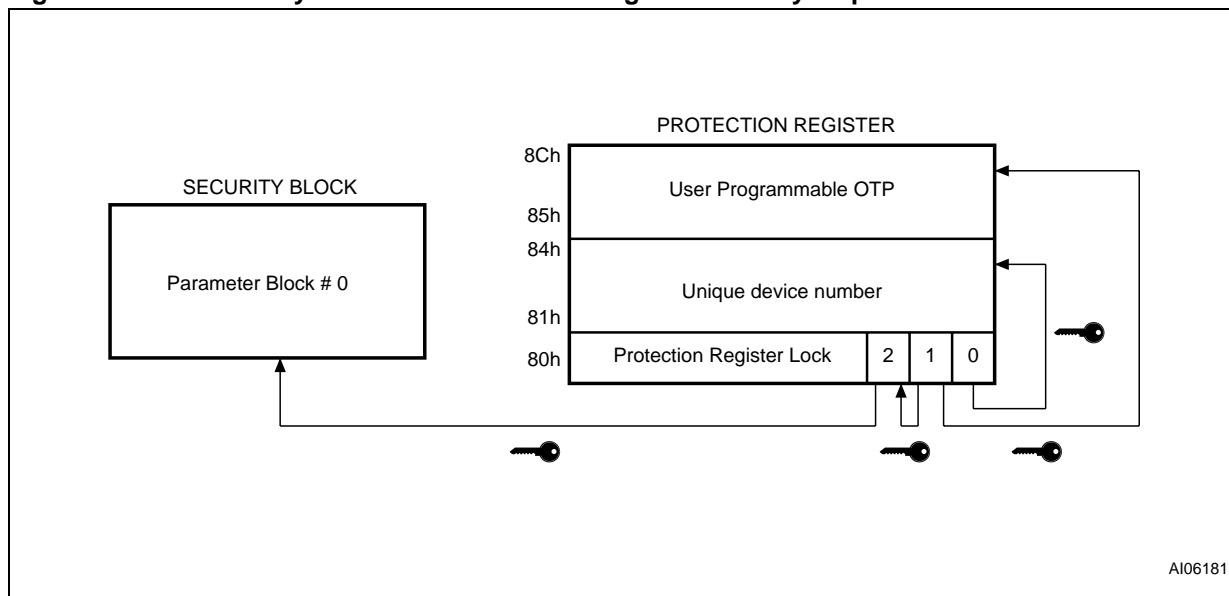 PROTECTION REGISTER
8Ch
User Programmable OTP
SECURITY BLOCK
85h
84h
Parameter Block # 0
Unique device number
81h
80h
Protection Register Lock 2 1 0
AI06181